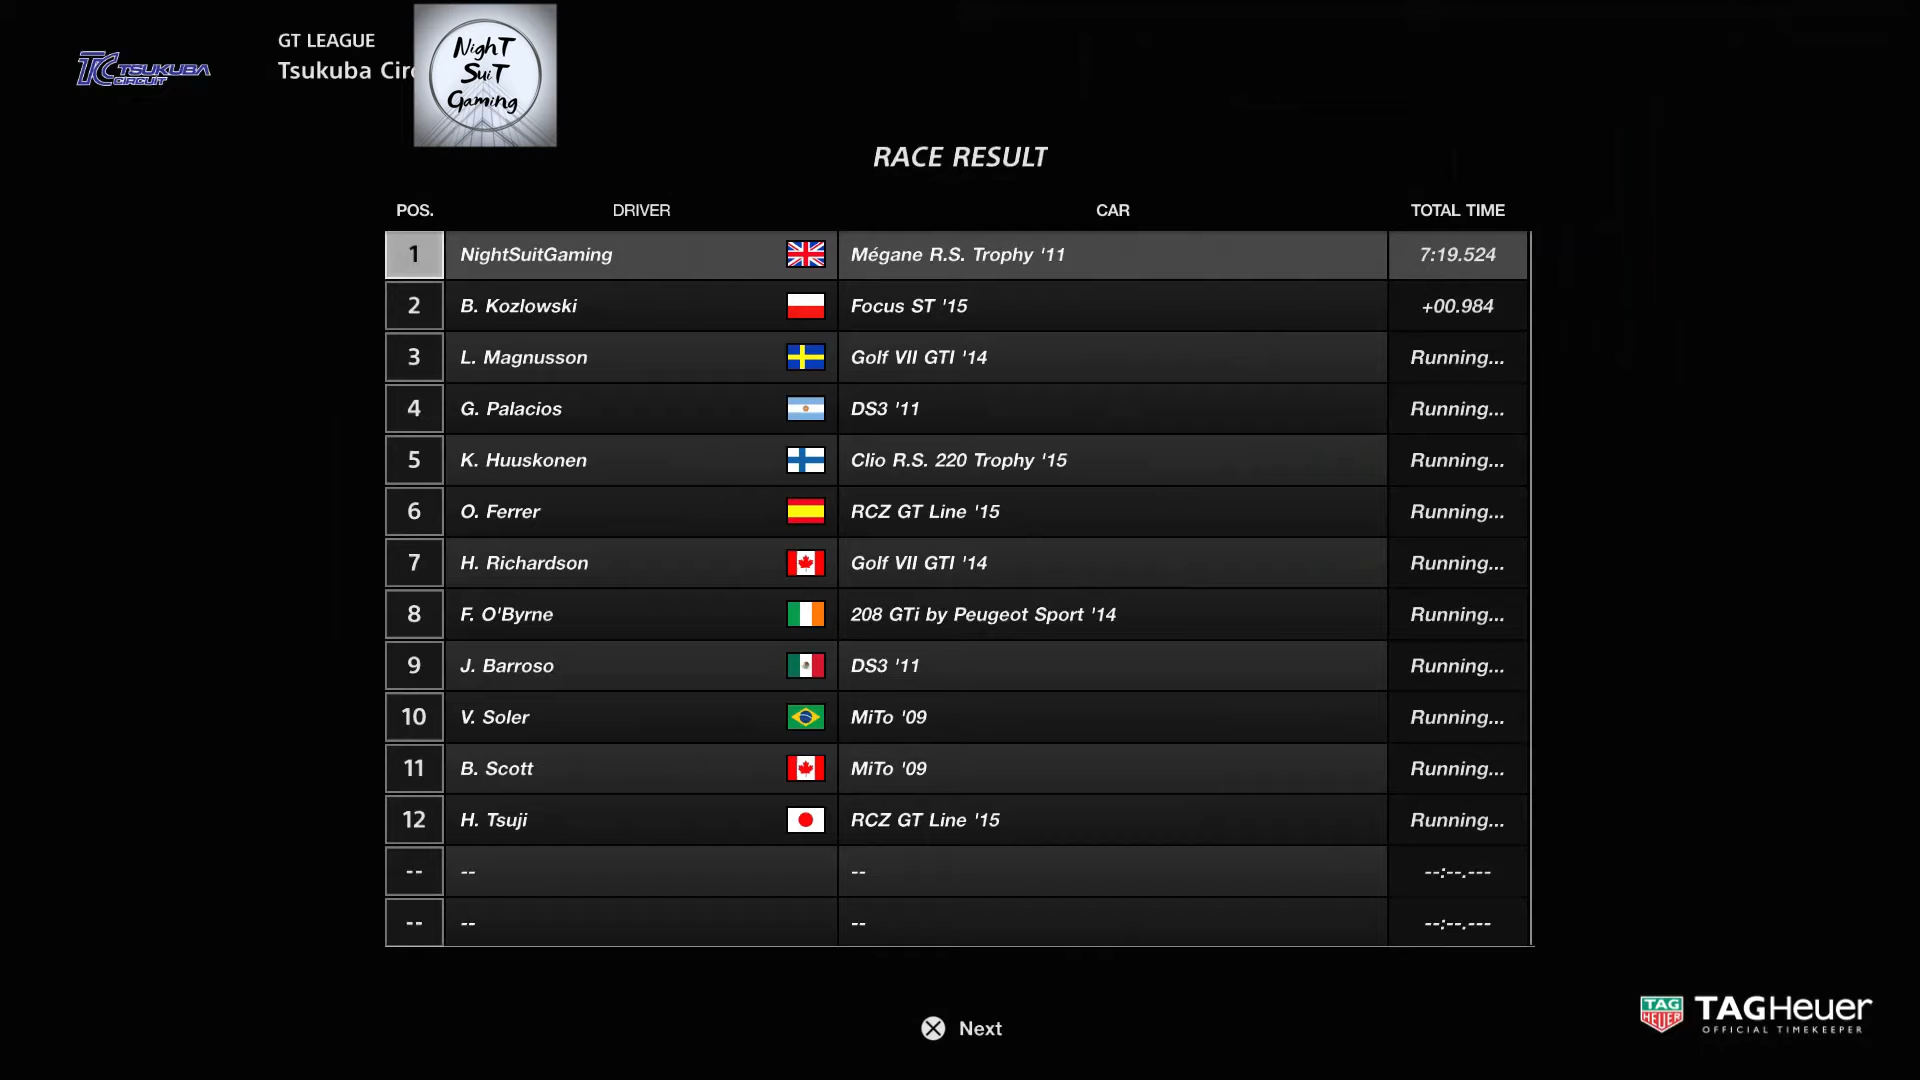 TC TSUKUBA
CIRCUIT
GT LEAGUE
Tsukuba Circ
NighT
SuiT
Gaming
RACE RESULT
POS. DRIVER CAR TOTAL TIME
1 NightSuitGaming Mégane R.S. Trophy '11 7:19.524
2 B. Kozlowski Focus ST '15 +00.984
3 L. Magnusson Golf VII GTI '14 Running...
4 G. Palacios DS3 '11 Running...
5 K. Huuskonen Clio R.S. 220 Trophy '15 Running...
6 O. Ferrer RCZ GT Line '15 Running...
7 H. Richardson Golf VII GTI '14 Running...
8 F. O'Byrne 208 GTi by Peugeot Sport '14 Running...
9 J. Barroso DS3 '11 Running...
10 V. Soler MiTo '09 Running...
11 B. Scott MiTo '09 Running...
12 H. Tsuji RCZ GT Line '15 Running...
-- -- -- --:--.---
-- -- -- --:--.---
Next
TAG HEUER
TAGHeuer
OFFICIAL TIMEKEEPER